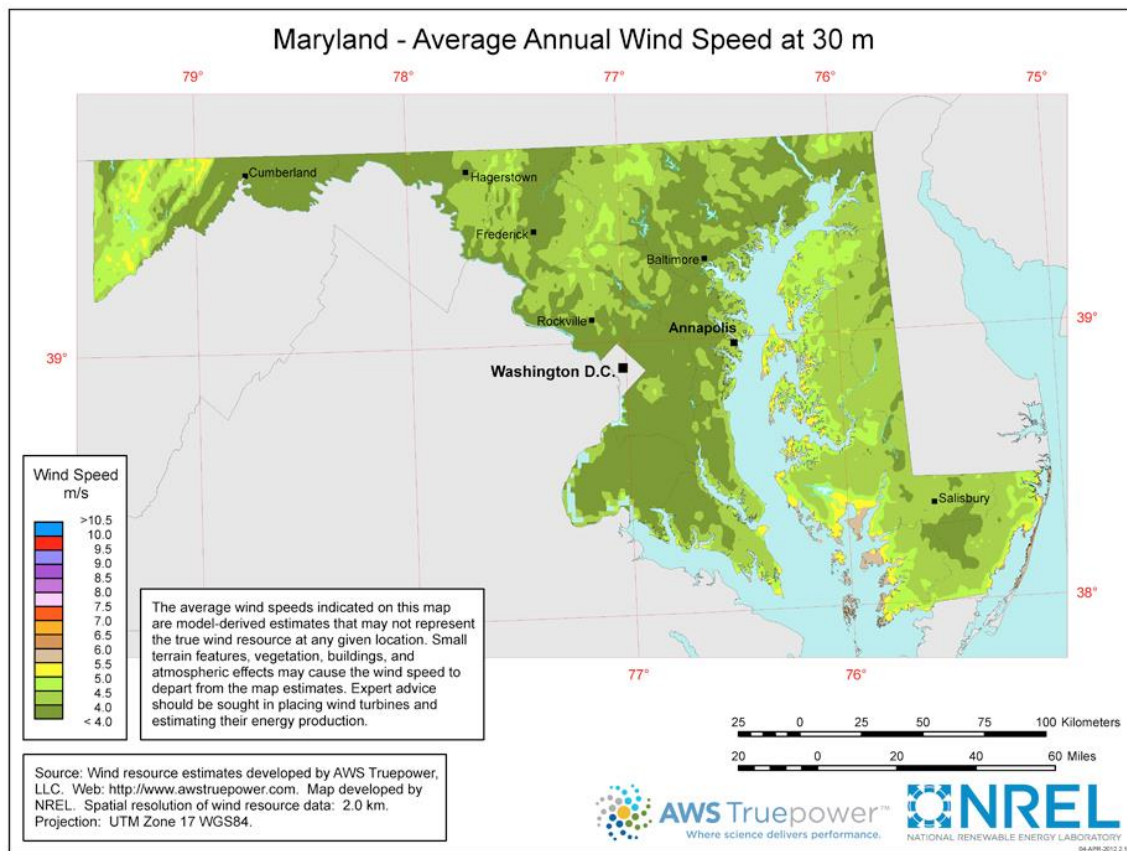 Maryland - Average Annual Wind Speed at 30 m
79°
78°
77°
76°
75°
Cumberland
Hagerstown
Frederick
Baltimore
Rockville
Annapolis
39°
39°
Washington D.C.
Salisbury
38°
77°
76°
Wind Speed
m/s
>10.5
10.0
9.5
9.0
8.5
8.0
7.5
7.0
6.5
6.0
5.5
5.0
4.5
4.0
< 4.0
The average wind speeds indicated on this map
are model-derived estimates that may not represent
the true wind resource at any given location. Small
terrain features, vegetation, buildings, and
atmospheric effects may cause the wind speed to
depart from the map estimates. Expert advice
should be sought in placing wind turbines and
estimating their energy production.
25 0 25 50 75 100 Kilometers
20 0 20 40 60 Miles
Source: Wind resource estimates developed by AWS Truepower,
LLC. Web: http://www.awstruepower.com. Map developed by
NREL. Spatial resolution of wind resource data: 2.0 km.
Projection: UTM Zone 17 WGS84.
AWS Truepower™
Where science delivers performance.
NREL
NATIONAL RENEWABLE ENERGY LABORATORY